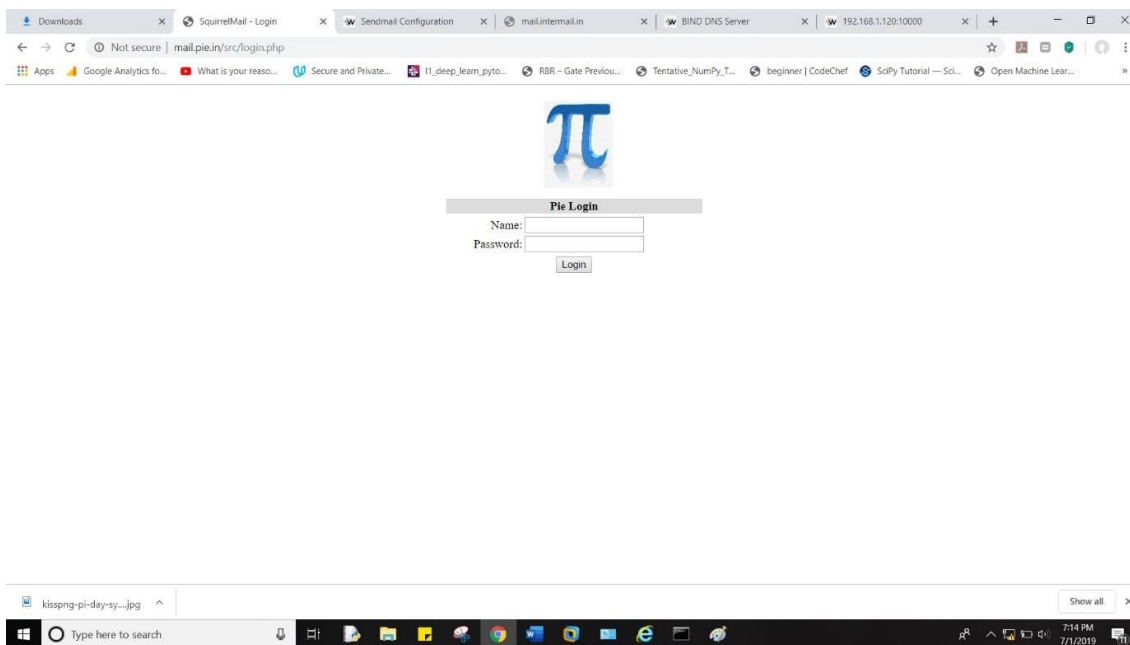 Downloads
SquirrelMail - Login
Sendmail Configuration
mail.intermail.in
BIND DNS Server
192.168.1.120:10000
Not secure | mail.pie.in/src/login.php
Apps
Google Analytics fo...
What is your reaso...
Secure and Private...
l1_deep_learn_pyto...
RBR – Gate Previou...
Tentative_NumPy_T...
beginner | CodeChef
SciPy Tutorial — Sci...
Open Machine Lear...
π
Pie Login
Name:
Password:
Login
kisspng-pi-day-sy....jpg
Show all
Type here to search
7:14 PM
7/1/2019